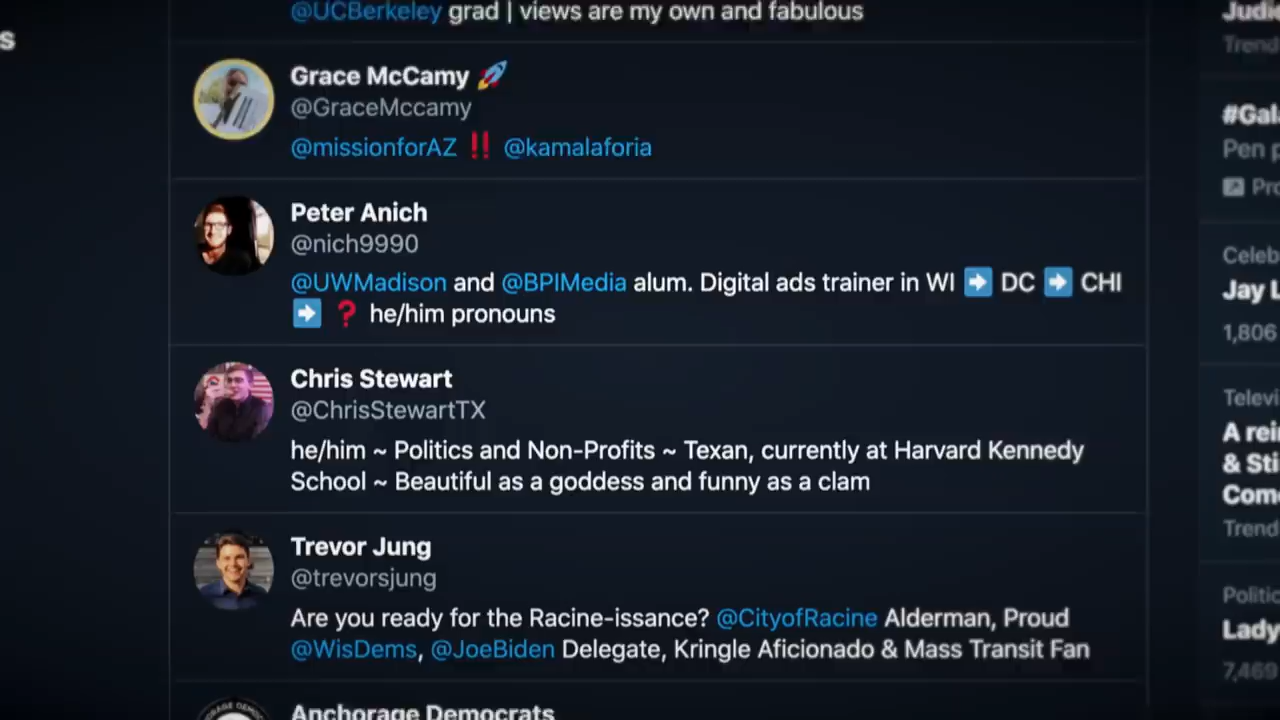 @UCBerkeley grad | views are my own and fabulous
Grace McCamy 🚀
@GraceMccamy
@missionforAZ ‼️ @kamalaforia
Peter Anich
@nich9990
@UWMadison and @BPIMedia alum. Digital ads trainer in WI ➡️ DC ➡️ CHI
➡️ ❓ he/him pronouns
Chris Stewart
@ChrisStewartTX
he/him ~ Politics and Non-Profits ~ Texan, currently at Harvard Kennedy
School ~ Beautiful as a goddess and funny as a clam
Trevor Jung
@trevorsjung
Are you ready for the Racine-issance? @CityofRacine Alderman, Proud
@WisDems, @JoeBiden Delegate, Kringle Aficionado & Mass Transit Fan
Anchorage Democrats
s
Judi
Trend
#Gal
Pen p
Pro
Celeb
Jay L
1,806
Televi
A rei
& Sti
Com
Trend
Politic
Lady
7,469